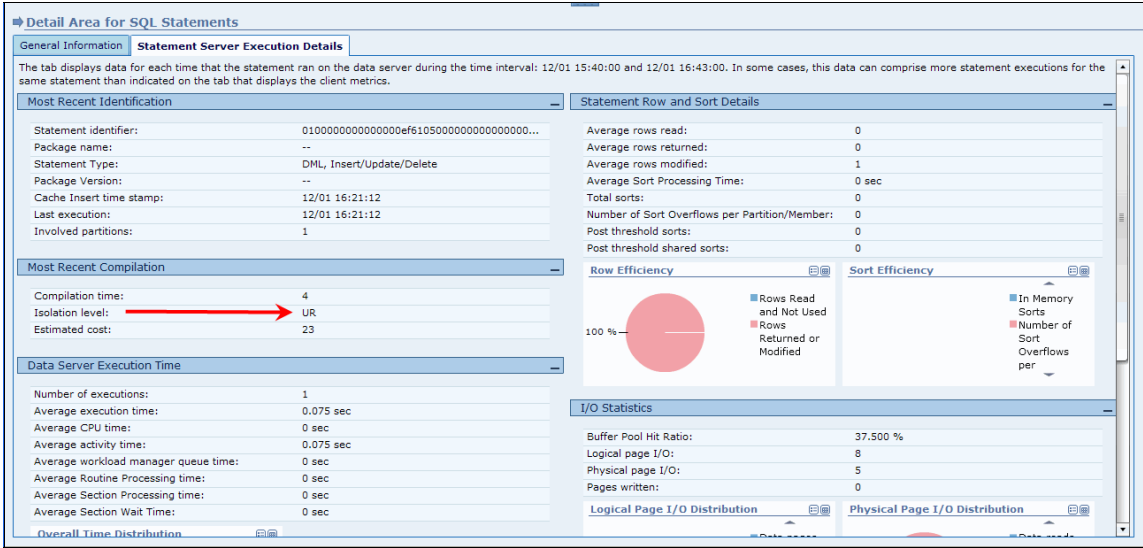 Detail Area for SQL Statements
General Information Statement Server Execution Details
The tab displays data for each time that the statement ran on the data server during the time interval: 12/01 15:40:00 and 12/01 16:43:00. In some cases, this data can comprise more statement executions for the
same statement than indicated on the tab that displays the client metrics.
Most Recent Identification
Statement identifier: 0100000000000000ef6105000000000000000...
Package name: --
Statement Type: DML, Insert/Update/Delete
Package Version: --
Cache Insert time stamp: 12/01 16:21:12
Last execution: 12/01 16:21:12
Involved partitions: 1
Most Recent Compilation
Compilation time: 4
Isolation level: UR
Estimated cost: 23
Data Server Execution Time
Number of executions: 1
Average execution time: 0.075 sec
Average CPU time: 0 sec
Average activity time: 0.075 sec
Average workload manager queue time: 0 sec
Average Routine Processing time: 0 sec
Average Section Processing time: 0 sec
Average Section Wait Time: 0 sec
Overall Time Distribution
Statement Row and Sort Details
Average rows read: 0
Average rows returned: 0
Average rows modified: 1
Average Sort Processing Time: 0 sec
Total sorts: 0
Number of Sort Overflows per Partition/Member: 0
Post threshold sorts: 0
Post threshold shared sorts: 0
Row Efficiency
100 %
Rows Read
and Not Used
Rows
Returned or
Modified
Sort Efficiency
In Memory
Sorts
Number of
Sort
Overflows
per
I/O Statistics
Buffer Pool Hit Ratio: 37.500 %
Logical page I/O: 8
Physical page I/O: 5
Pages written: 0
Logical Page I/O Distribution
Data pages
Physical Page I/O Distribution
Data reads